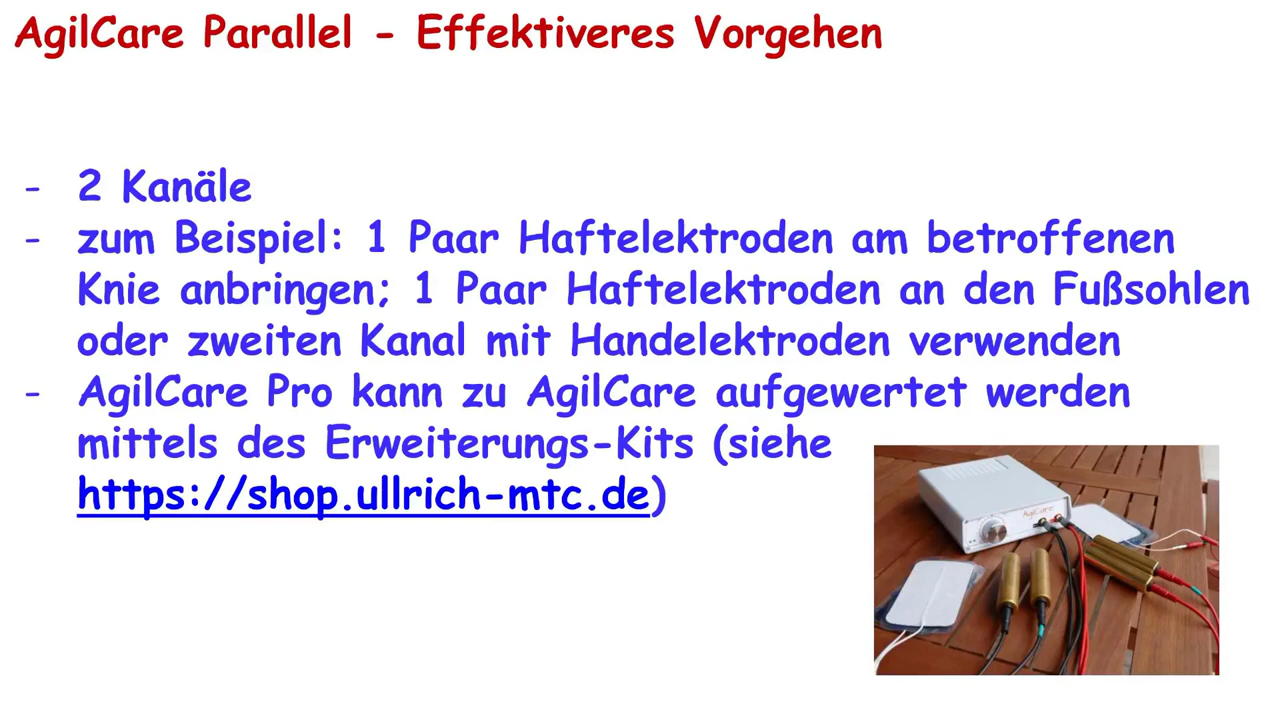 AgilCare Parallel - Effektiveres Vorgehen
- 2 Kanäle
- zum Beispiel: 1 Paar Haftelektroden am betroffenen
Knie anbringen; 1 Paar Haftelektroden an den Fußsohlen
oder zweiten Kanal mit Handelektroden verwenden
- AgilCare Pro kann zu AgilCare aufgewertet werden
mittels des Erweiterungs-Kits (siehe
https://shop.ullrich-mtc.de)
AgilCare